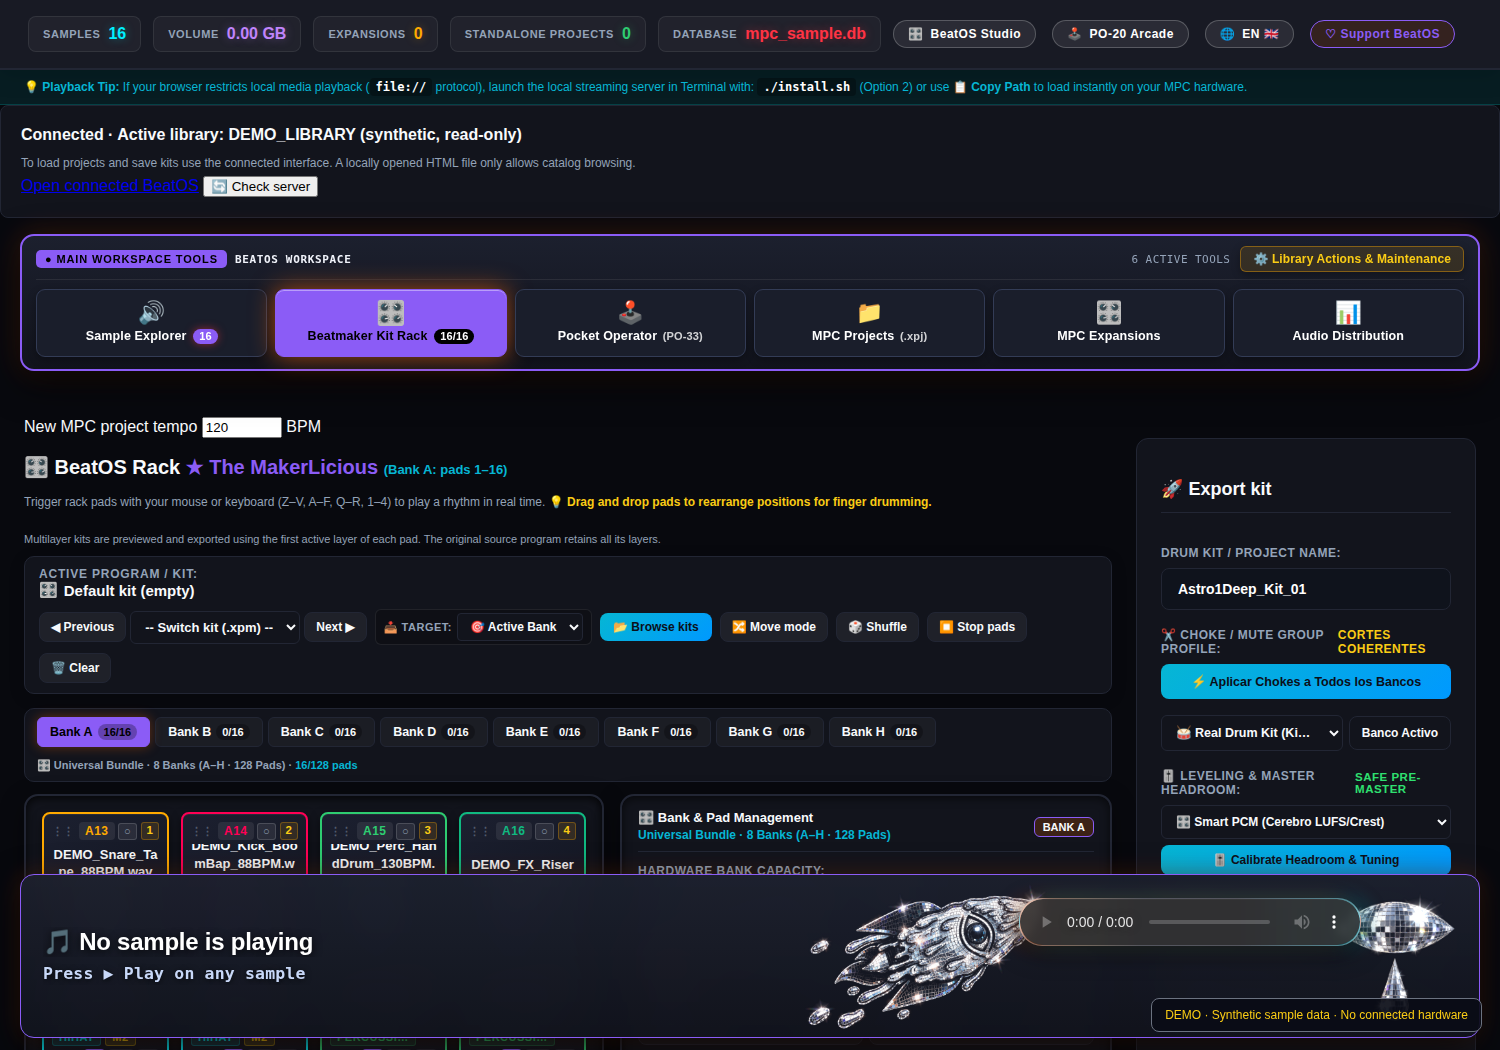 SAMPLES 16
VOLUME 0.00 GB
EXPANSIONS 0
STANDALONE PROJECTS 0
DATABASE mpc_sample.db
BeatOS Studio
PO-20 Arcade
EN
♡ Support BeatOS
Playback Tip: If your browser restricts local media playback ( file:// protocol), launch the local streaming server in Terminal with: ./install.sh (Option 2) or use 📋 Copy Path to load instantly on your MPC hardware.
Connected · Active library: DEMO_LIBRARY (synthetic, read-only)
To load projects and save kits use the connected interface. A locally opened HTML file only allows catalog browsing.
Open connected BeatOS 🔄 Check server
● MAIN WORKSPACE TOOLS BEATOS WORKSPACE
6 ACTIVE TOOLS
Library Actions & Maintenance
Sample Explorer 16
Beatmaker Kit Rack 16/16
Pocket Operator (PO-33)
MPC Projects (.xpj)
MPC Expansions
Audio Distribution
New MPC project tempo 120 BPM
BeatOS Rack ★ The MakerLicious (Bank A: pads 1–16)
Trigger rack pads with your mouse or keyboard (Z–V, A–F, Q–R, 1–4) to play a rhythm in real time. 💡 Drag and drop pads to rearrange positions for finger drumming.
Multilayer kits are previewed and exported using the first active layer of each pad. The original source program retains all its layers.
ACTIVE PROGRAM / KIT:
Default kit (empty)
◀ Previous
-- Switch kit (.xpm) --
Next ▶
TARGET: 🎯 Active Bank
Browse kits
Move mode
Shuffle
Stop pads
Clear
Bank A 16/16
Bank B 0/16
Bank C 0/16
Bank D 0/16
Bank E 0/16
Bank F 0/16
Bank G 0/16
Bank H 0/16
Universal Bundle · 8 Banks (A–H · 128 Pads) · 16/128 pads
A13 ○ 1
DEMO_Snare_Ta
pe_88BPM.wav
A14 ○ 2
DEMO_Kick_Boo
mBap_88BPM.w
A15 ○ 3
DEMO_Perc_Han
dDrum_130BPM.
A16 ○ 4
DEMO_FX_Riser
Bank & Pad Management
Universal Bundle · 8 Banks (A–H · 128 Pads)
BANK A
HARDWARE BANK CAPACITY:
🚀 Export kit
DRUM KIT / PROJECT NAME:
Astro1Deep_Kit_01
✂️ CHOKE / MUTE GROUP
PROFILE:
CORTES
COHERENTES
⚡ Aplicar Chokes a Todos los Bancos
Real Drum Kit (Ki...
Banco Activo
LEVELING & MASTER
HEADROOM:
SAFE PRE-
MASTER
Smart PCM (Cerebro LUFS/Crest)
Calibrate Headroom & Tuning
🎵 No sample is playing
Press ▶ Play on any sample
0:00 / 0:00
DEMO · Synthetic sample data · No connected hardware